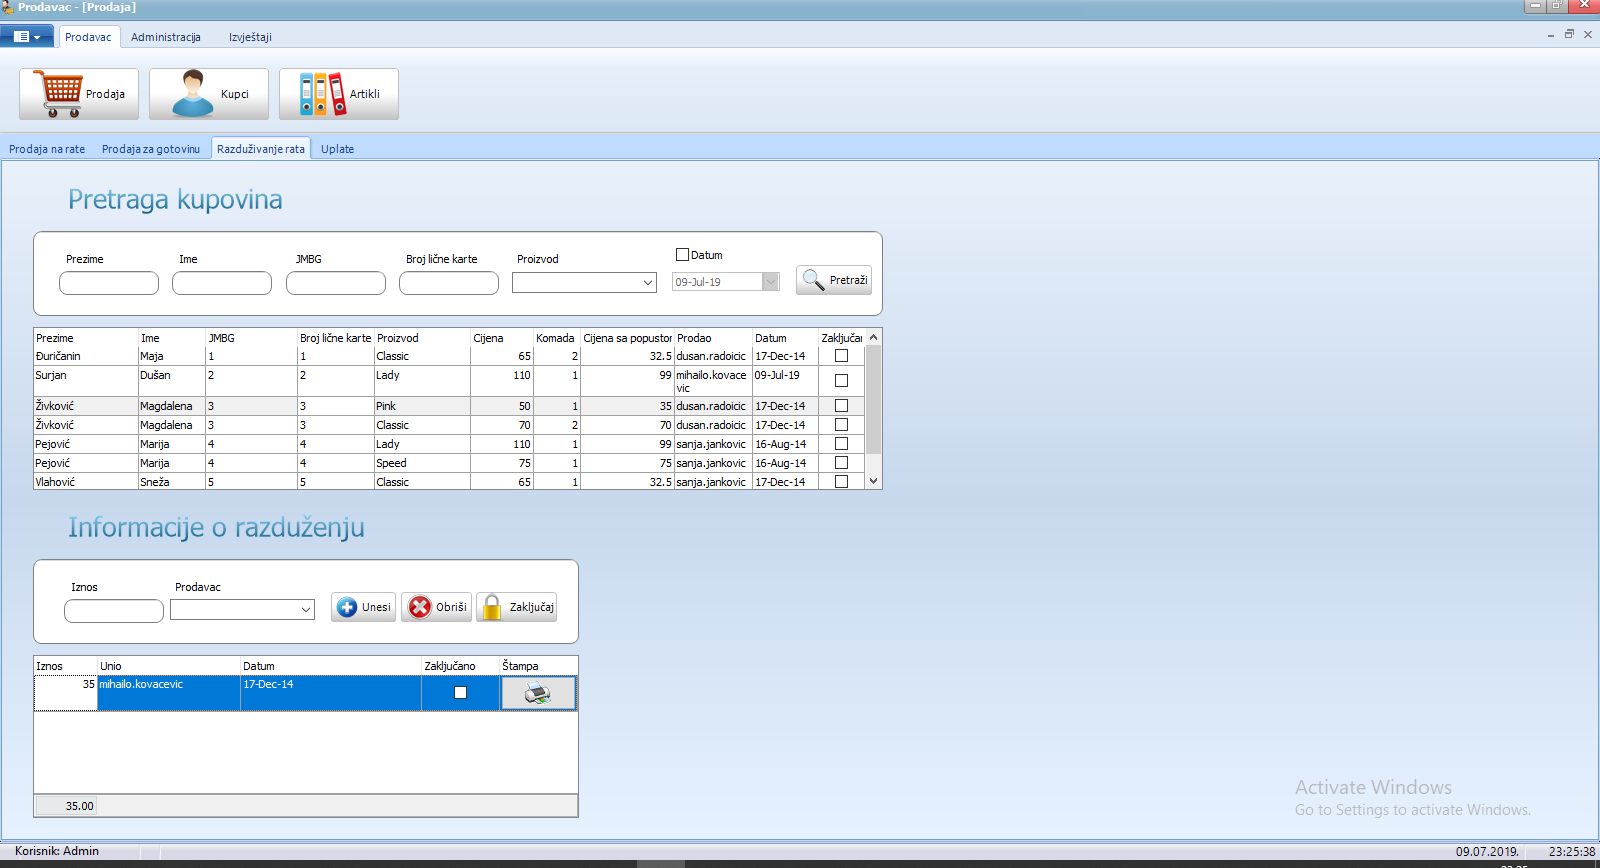 Prodavac - [Prodaja]
Prodavac Administracija Izvještaji
Prodaja Kupci Artikli
Prodaja na rate Prodaja za gotovinu Razduživanje rata Uplate
Pretraga kupovina
Prezime Ime JMBG Broj lične karte Proizvod Datum
09-Jul-19 Pretraži
Prezime Ime JMBG Broj lične karte Proizvod Cijena Komada Cijena sa popustor Prodao Datum Zaključar
Đuričanin Maja 1 1 Classic 65 2 32.5 dusan.radoicic 17-Dec-14
Surjan Dušan 2 2 Lady 110 1 99 mihailo.kovace 09-Jul-19
vic
Živković Magdalena 3 3 Pink 50 1 35 dusan.radoicic 17-Dec-14
Živković Magdalena 3 3 Classic 70 2 70 dusan.radoicic 17-Dec-14
Pejović Marija 4 4 Lady 110 1 99 sanja.jankovic 16-Aug-14
Pejović Marija 4 4 Speed 75 1 75 sanja.jankovic 16-Aug-14
Vlahović Sneža 5 5 Classic 65 1 32.5 sanja.jankovic 17-Dec-14
Informacije o razduženju
Iznos Prodavac
Unesi Obriši Zaključaj
Iznos Unio Datum Zaključano Štampa
35 mihailo.kovacevic 17-Dec-14
35.00
Activate Windows
Go to Settings to activate Windows.
Korisnik: Admin 09.07.2019. 23:25:38